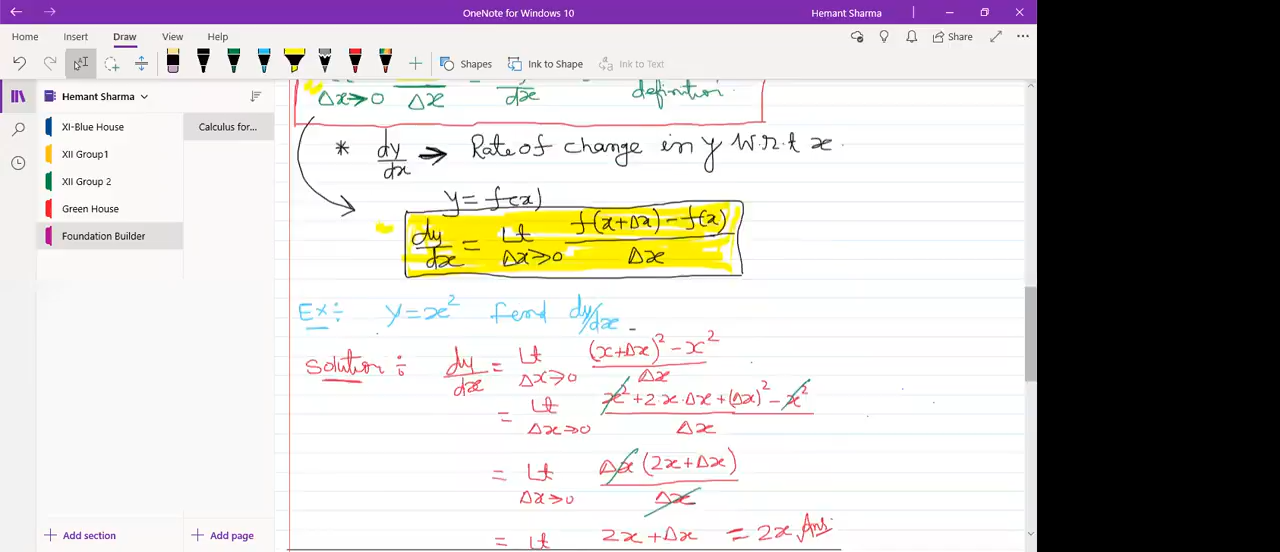 OneNote for Windows 10
Hemant Sharma
Home Insert Draw View Help
Share
Shapes Ink to Shape Ink to Text
Hemant Sharma
XI-Blue House
XII Group1
XII Group 2
Green House
Foundation Builder
Calculus for...
Add section
Add page
Δx→0 Δx dx definition.
* dy/dx → Rate of change in y W.r.t x.
y = f(x)
dy/dx = Lt Δx→0 (f(x+Δx) - f(x))/Δx
Ex÷ y = x² find dy/dx
Solution÷ dy/dx = Lt Δx→0 ((x+Δx)² - x²)/Δx
= Lt Δx→0 (x² + 2·x·Δx + (Δx)² - x²)/Δx
= Lt Δx→0 Δx(2x+Δx)/Δx
= Lt 2x+Δx = 2x Ans.